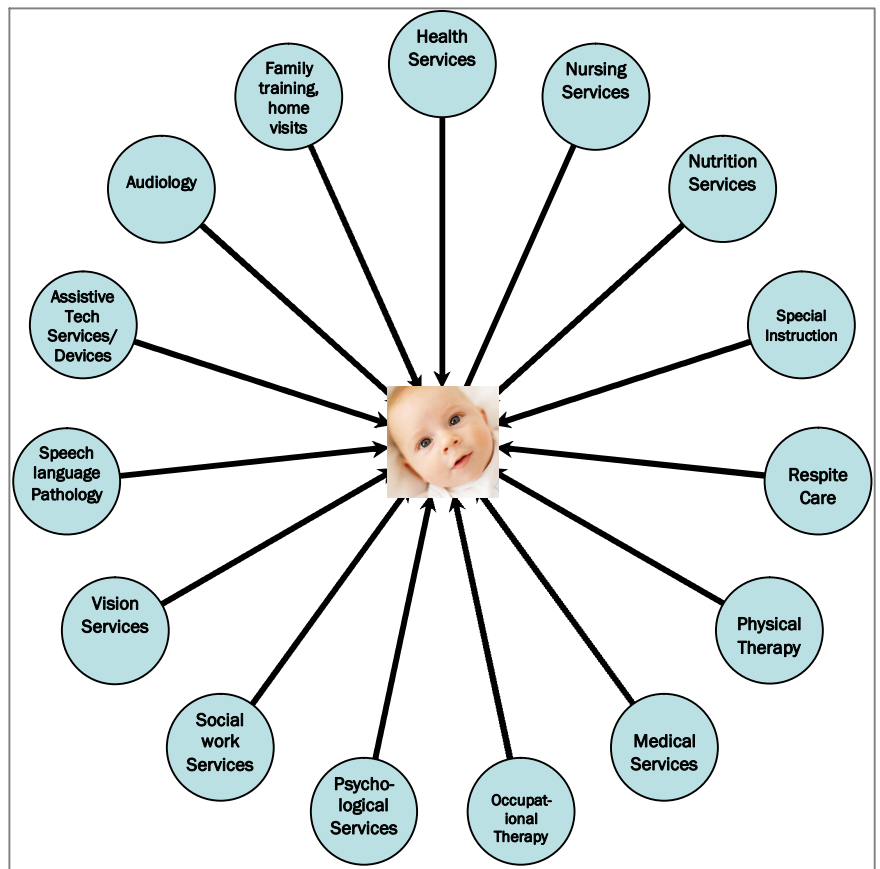 Health
Services
Nursing
Services
Nutrition
Services
Special
Instruction
Respite
Care
Physical
Therapy
Medical
Services
Occupat-
ional
Therapy
Psycho-
logical
Services
Social
work
Services
Vision
Services
Speech
language
Pathology
Assistive
Tech
Services/
Devices
Audiology
Family
training,
home
visits